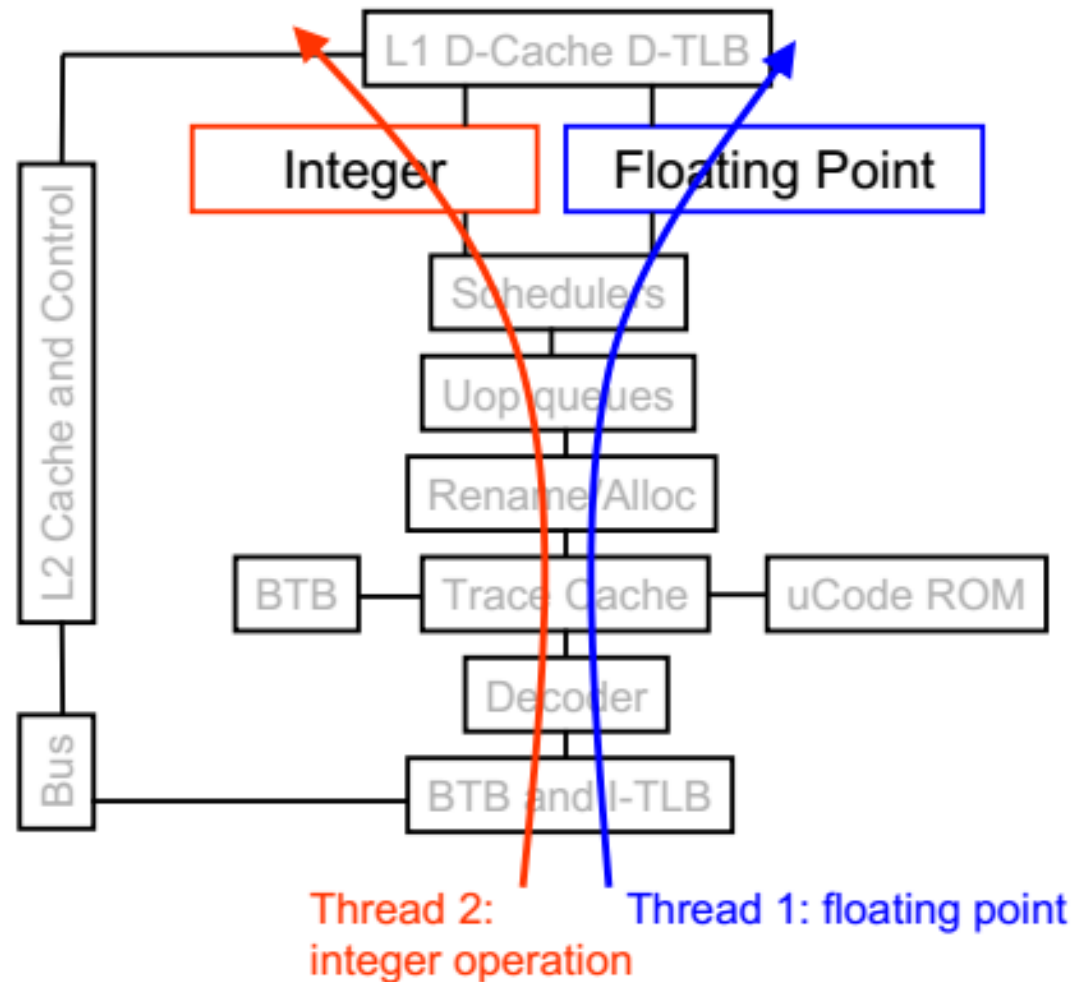 L1 D-Cache D-TLB
Integer
Floating Point
L2 Cache and Control
Schedulers
Uop queues
Rename/Alloc
BTB
Trace Cache
uCode ROM
Decoder
Bus
BTB and I-TLB
Thread 2:
integer operation
Thread 1: floating point